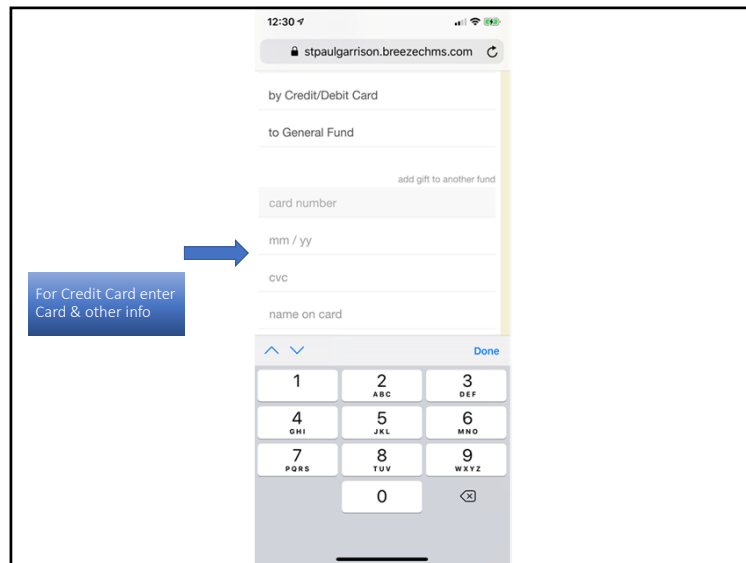 12:30
stpaulgarrison.breezechms.com
by Credit/Debit Card
to General Fund
add gift to another fund
card number
mm / yy
cvc
name on card
For Credit Card enter
Card & other info
Done
1 2 3
ABC DEF
4 5 6
GHI JKL MNO
7 8 9
PQRS TUV WXYZ
0